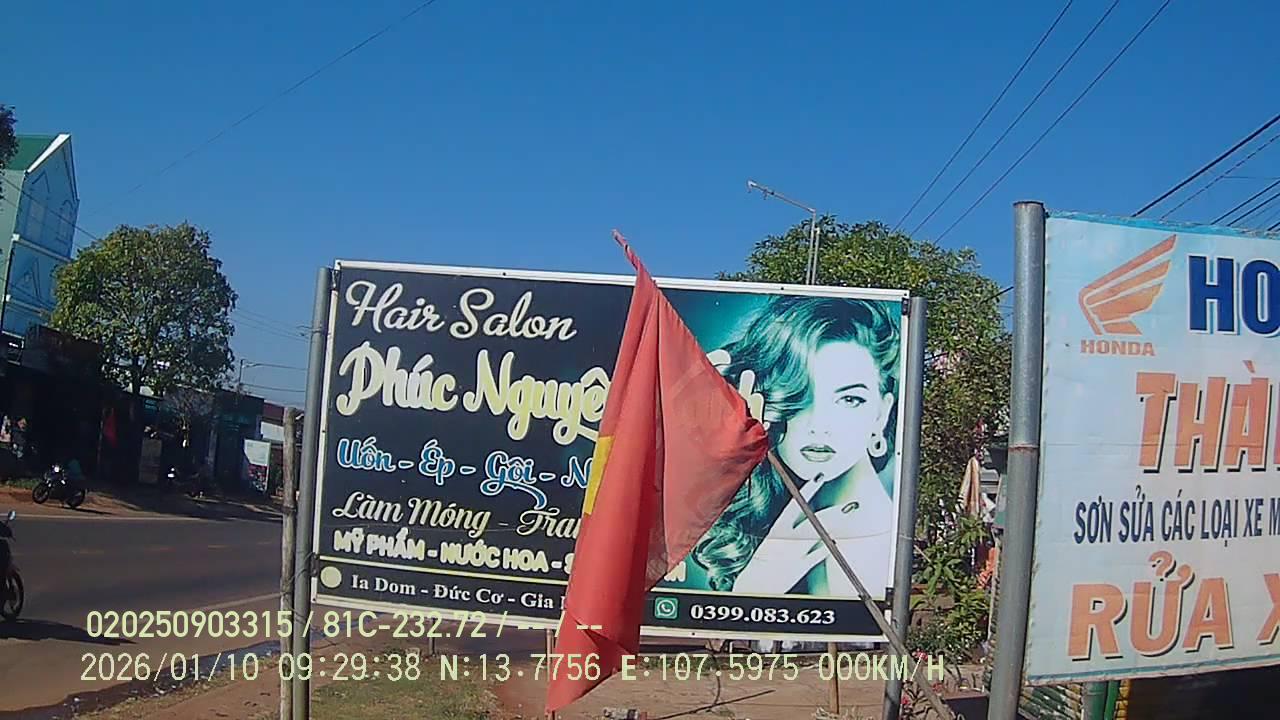 Hair Salon
Phúc Nguyê
Uốn - Ép - Gội - N
Làm Móng - Tra
MỸ PHẨM - NƯỚC HOA - S
Ia Dom - Đức Cơ - Gia
0399.083.623
HONDA
HO
THÀ
SƠN SỬA CÁC LOẠI XE M
RỬA X
020250903315 / 81C-232.72 / -- / --
2026/01/10 09:29:38 N:13.7756 E:107.5975 000KM/H